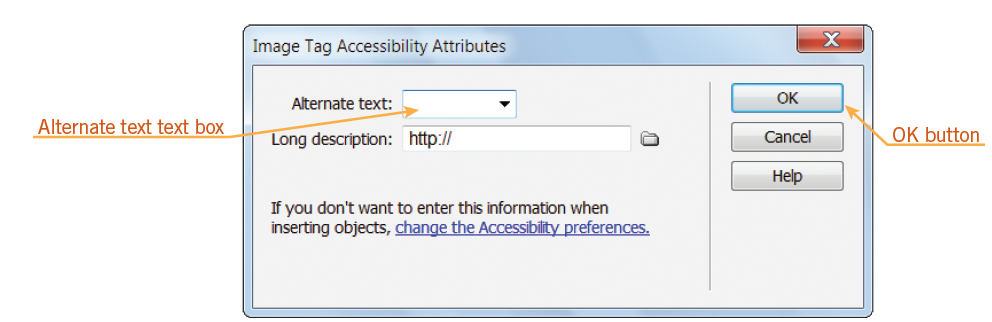 Image Tag Accessibility Attributes
Alternate text:
OK
Alternate text text box
OK button
Long description:
http://
Cancel
Help
If you don't want to enter this information when
inserting objects, change the Accessibility preferences.